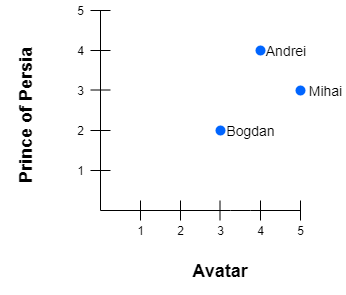 5
4
Andrei
Prince of Persia
3
Mihai
2
Bogdan
1
1 2 3 4 5
Avatar